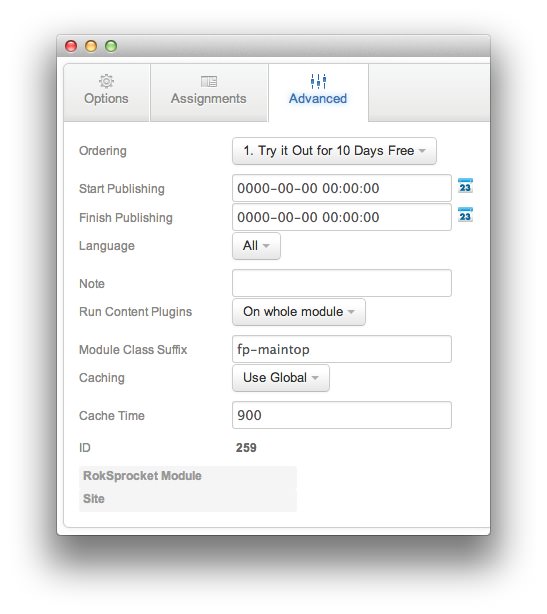 Options Assignments Advanced
Ordering 1. Try it Out for 10 Days Free
Start Publishing 0000-00-00 00:00:00 23
Finish Publishing 0000-00-00 00:00:00 23
Language All
Note
Run Content Plugins On whole module
Module Class Suffix fp-maintop
Caching Use Global
Cache Time 900
ID 259
RokSprocket Module
Site